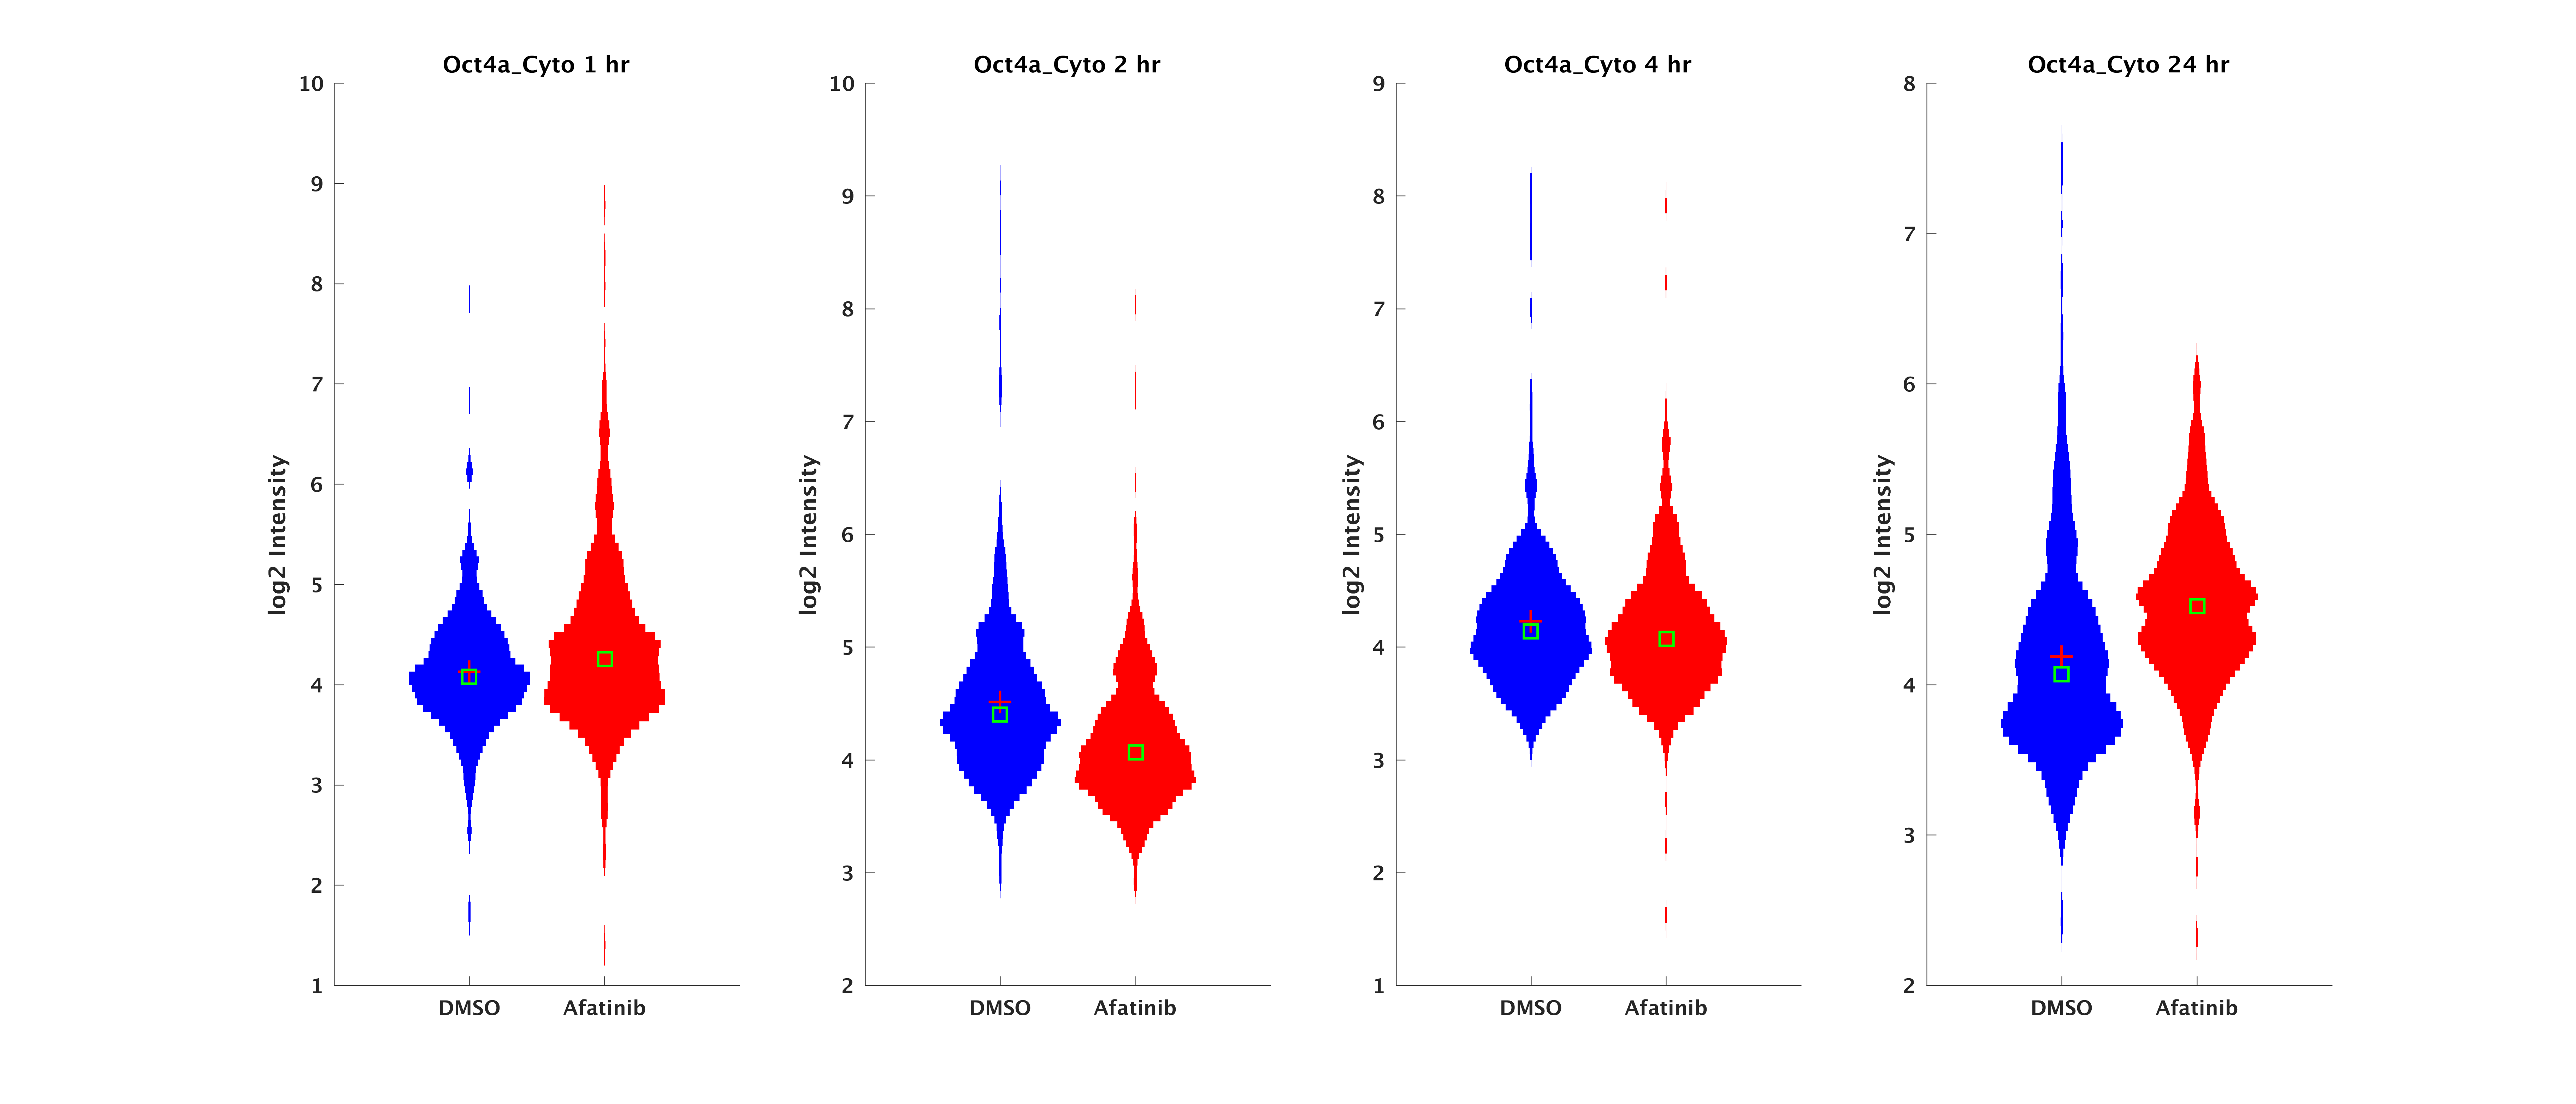 Oct4a_Cyto 1 hr
10
9
8
7
6
5
4
3
2
1
log2 Intensity
DMSO Afatinib
Oct4a_Cyto 2 hr
10
9
8
7
6
5
4
3
2
log2 Intensity
DMSO Afatinib
Oct4a_Cyto 4 hr
9
8
7
6
5
4
3
2
1
log2 Intensity
DMSO Afatinib
Oct4a_Cyto 24 hr
8
7
6
5
4
3
2
log2 Intensity
DMSO Afatinib